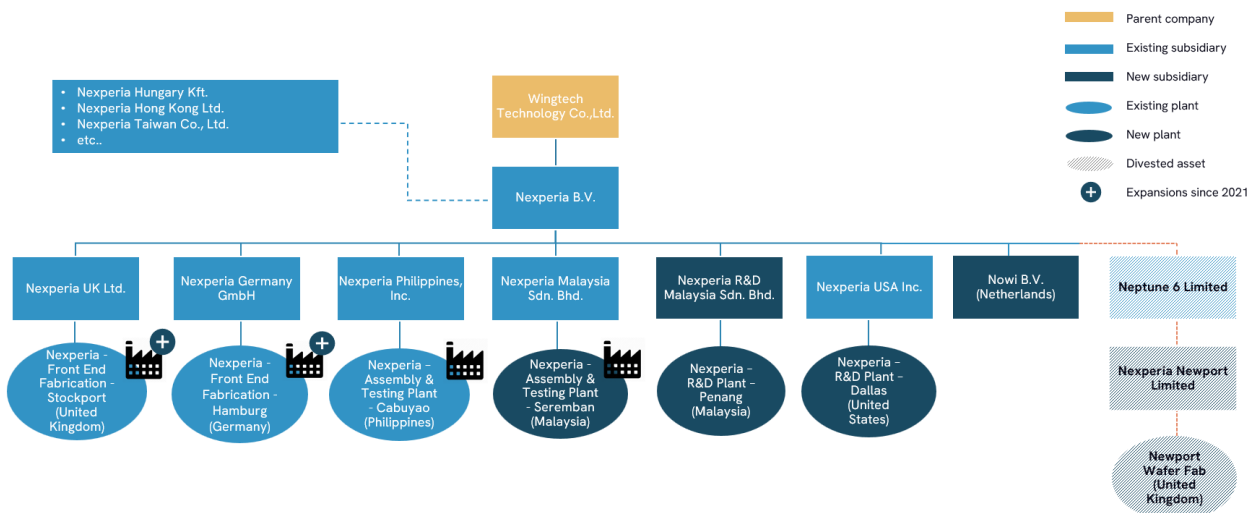 Parent company
Existing subsidiary
New subsidiary
Existing plant
New plant
Divested asset
Expansions since 2021
• Nexperia Hungary Kft.
• Nexperia Hong Kong Ltd.
• Nexperia Taiwan Co., Ltd.
• etc..
Wingtech
Technology Co.,Ltd.
Nexperia B.V.
Nexperia UK Ltd.
Nexperia Germany
GmbH
Nexperia Philippines,
Inc.
Nexperia Malaysia
Sdn. Bhd.
Nexperia R&D
Malaysia Sdn. Bhd.
Nexperia USA Inc.
Nowi B.V.
(Netherlands)
Neptune 6 Limited
Nexperia -
Front End
Fabrication -
Stockport
(United
Kingdom)
Nexperia -
Front End
Fabrication -
Hamburg
(Germany)
Nexperia –
Assembly &
Testing Plant
- Cabuyao
(Philippines)
Nexperia -
Assembly &
Testing Plant
- Seremban
(Malaysia)
Nexperia –
R&D Plant –
Penang
(Malaysia)
Nexperia –
R&D Plant –
Dallas
(United
States)
Nexperia Newport
Limited
Newport
Wafer Fab
(United
Kingdom)